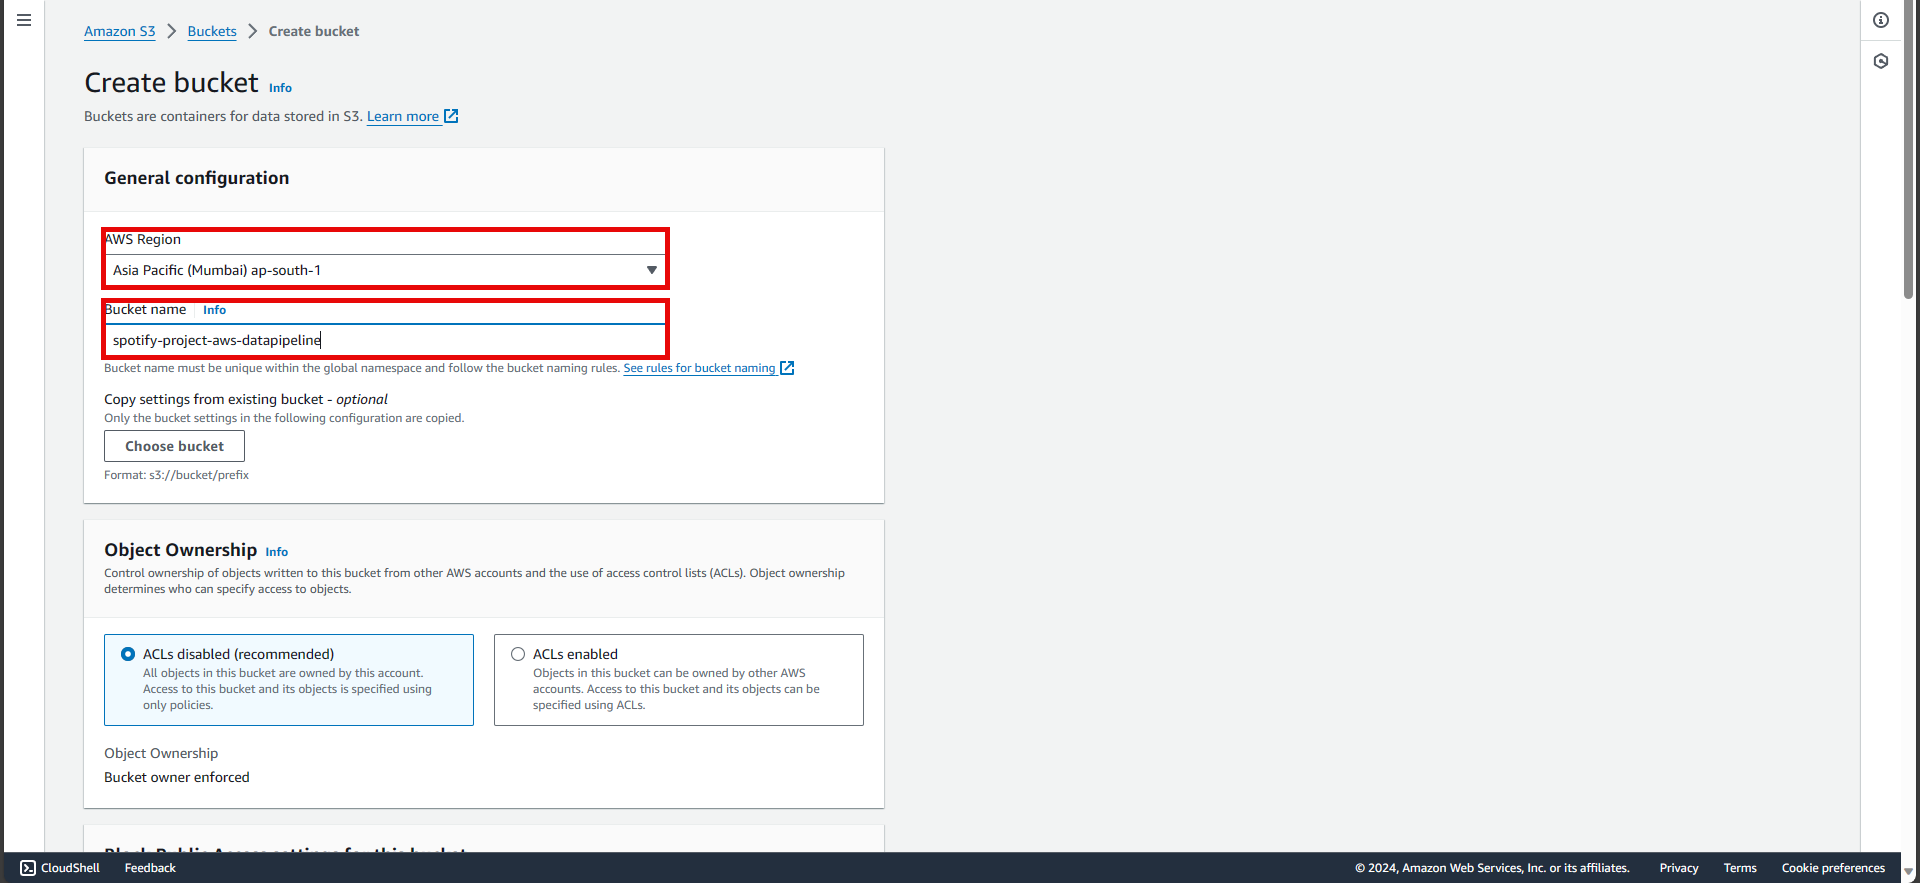 Amazon S3 > Buckets > Create bucket
Create bucket Info
Buckets are containers for data stored in S3. Learn more
General configuration
AWS Region
Asia Pacific (Mumbai) ap-south-1
Bucket name Info
spotify-project-aws-datapipeline
Bucket name must be unique within the global namespace and follow the bucket naming rules. See rules for bucket naming
Copy settings from existing bucket - optional
Only the bucket settings in the following configuration are copied.
Choose bucket
Format: s3://bucket/prefix
Object Ownership Info
Control ownership of objects written to this bucket from other AWS accounts and the use of access control lists (ACLs). Object ownership
determines who can specify access to objects.
ACLs disabled (recommended)
All objects in this bucket are owned by this account.
Access to this bucket and its objects is specified using
only policies.
ACLs enabled
Objects in this bucket can be owned by other AWS
accounts. Access to this bucket and its objects can be
specified using ACLs.
Object Ownership
Bucket owner enforced
Block Public Access settings for this bucket
CloudShell Feedback © 2024, Amazon Web Services, Inc. or its affiliates. Privacy Terms Cookie preferences